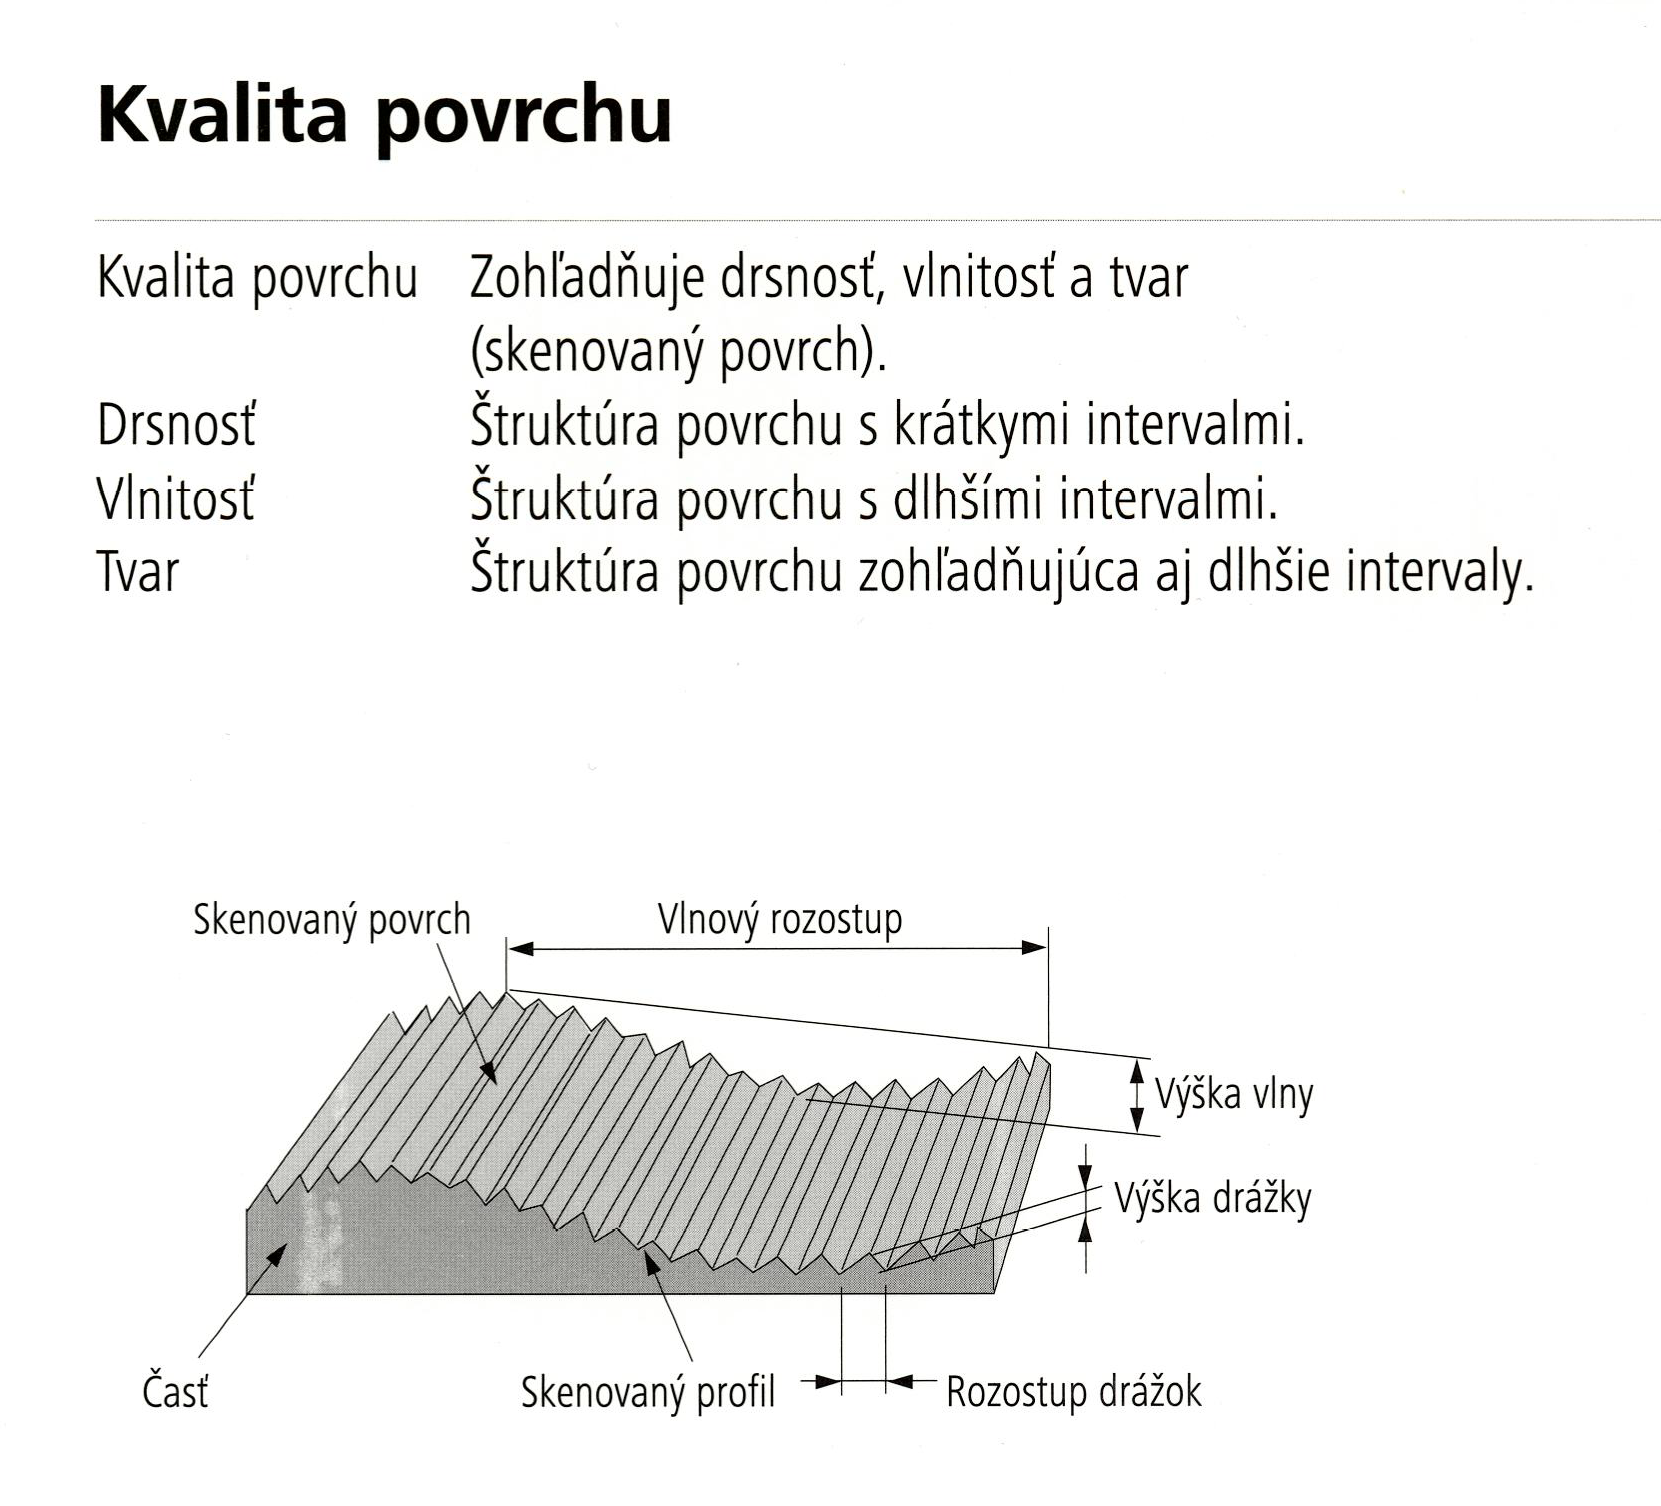 Kvalita povrchu
Kvalita povrchu Zohľadňuje drsnosť, vlnitosť a tvar
(skenovaný povrch).
Drsnosť Štruktúra povrchu s krátkymi intervalmi.
Vlnitosť Štruktúra povrchu s dlhšími intervalmi.
Tvar Štruktúra povrchu zohľadňujúca aj dlhšie intervaly.
Skenovaný povrch Vlnový rozostup
Výška vlny
Výška drážky
Časť Skenovaný profil Rozostup drážok